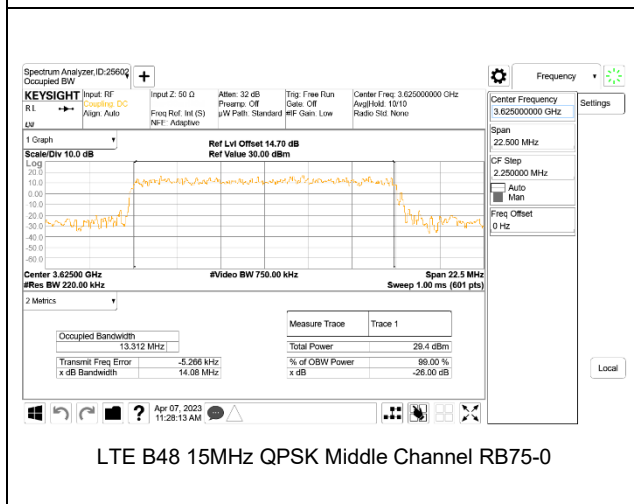 Spectrum Analyzer,ID:25602
Occupied BW
+
Frequency
KEYSIGHT
RL
Input: RF
Coupling: DC
Align: Auto
Input Z: 50 Ω
Freq Ref: Int (S)
NFE: Adaptive
Atten: 32 dB
Preamp: Off
µW Path: Standard
Trig: Free Run
Gate: Off
#IF Gain: Low
Center Freq: 3.625000000 GHz
Avg|Hold: 10/10
Radio Std: None
Center Frequency
3.625000000 GHz
Settings
Span
22.500 MHz
CF Step
2.250000 MHz
Auto
Man
Freq Offset
0 Hz
1 Graph
Scale/Div 10.0 dB
Ref Lvl Offset 14.70 dB
Ref Value 30.00 dBm
Log
20.0
10.0
0.00
-10.0
-20.0
-30.0
-40.0
-50.0
-60.0
Center 3.62500 GHz
#Video BW 750.00 kHz
Span 22.5 MHz
#Res BW 220.00 kHz
Sweep 1.00 ms (601 pts)
2 Metrics
Measure Trace Trace 1
Occupied Bandwidth
13.312 MHz
Total Power 29.4 dBm
Transmit Freq Error -5.266 kHz
% of OBW Power 99.00 %
x dB Bandwidth 14.08 MHz
x dB -26.00 dB
Local
?
Apr 07, 2023
11:28:13 AM
LTE B48 15MHz QPSK Middle Channel RB75-0